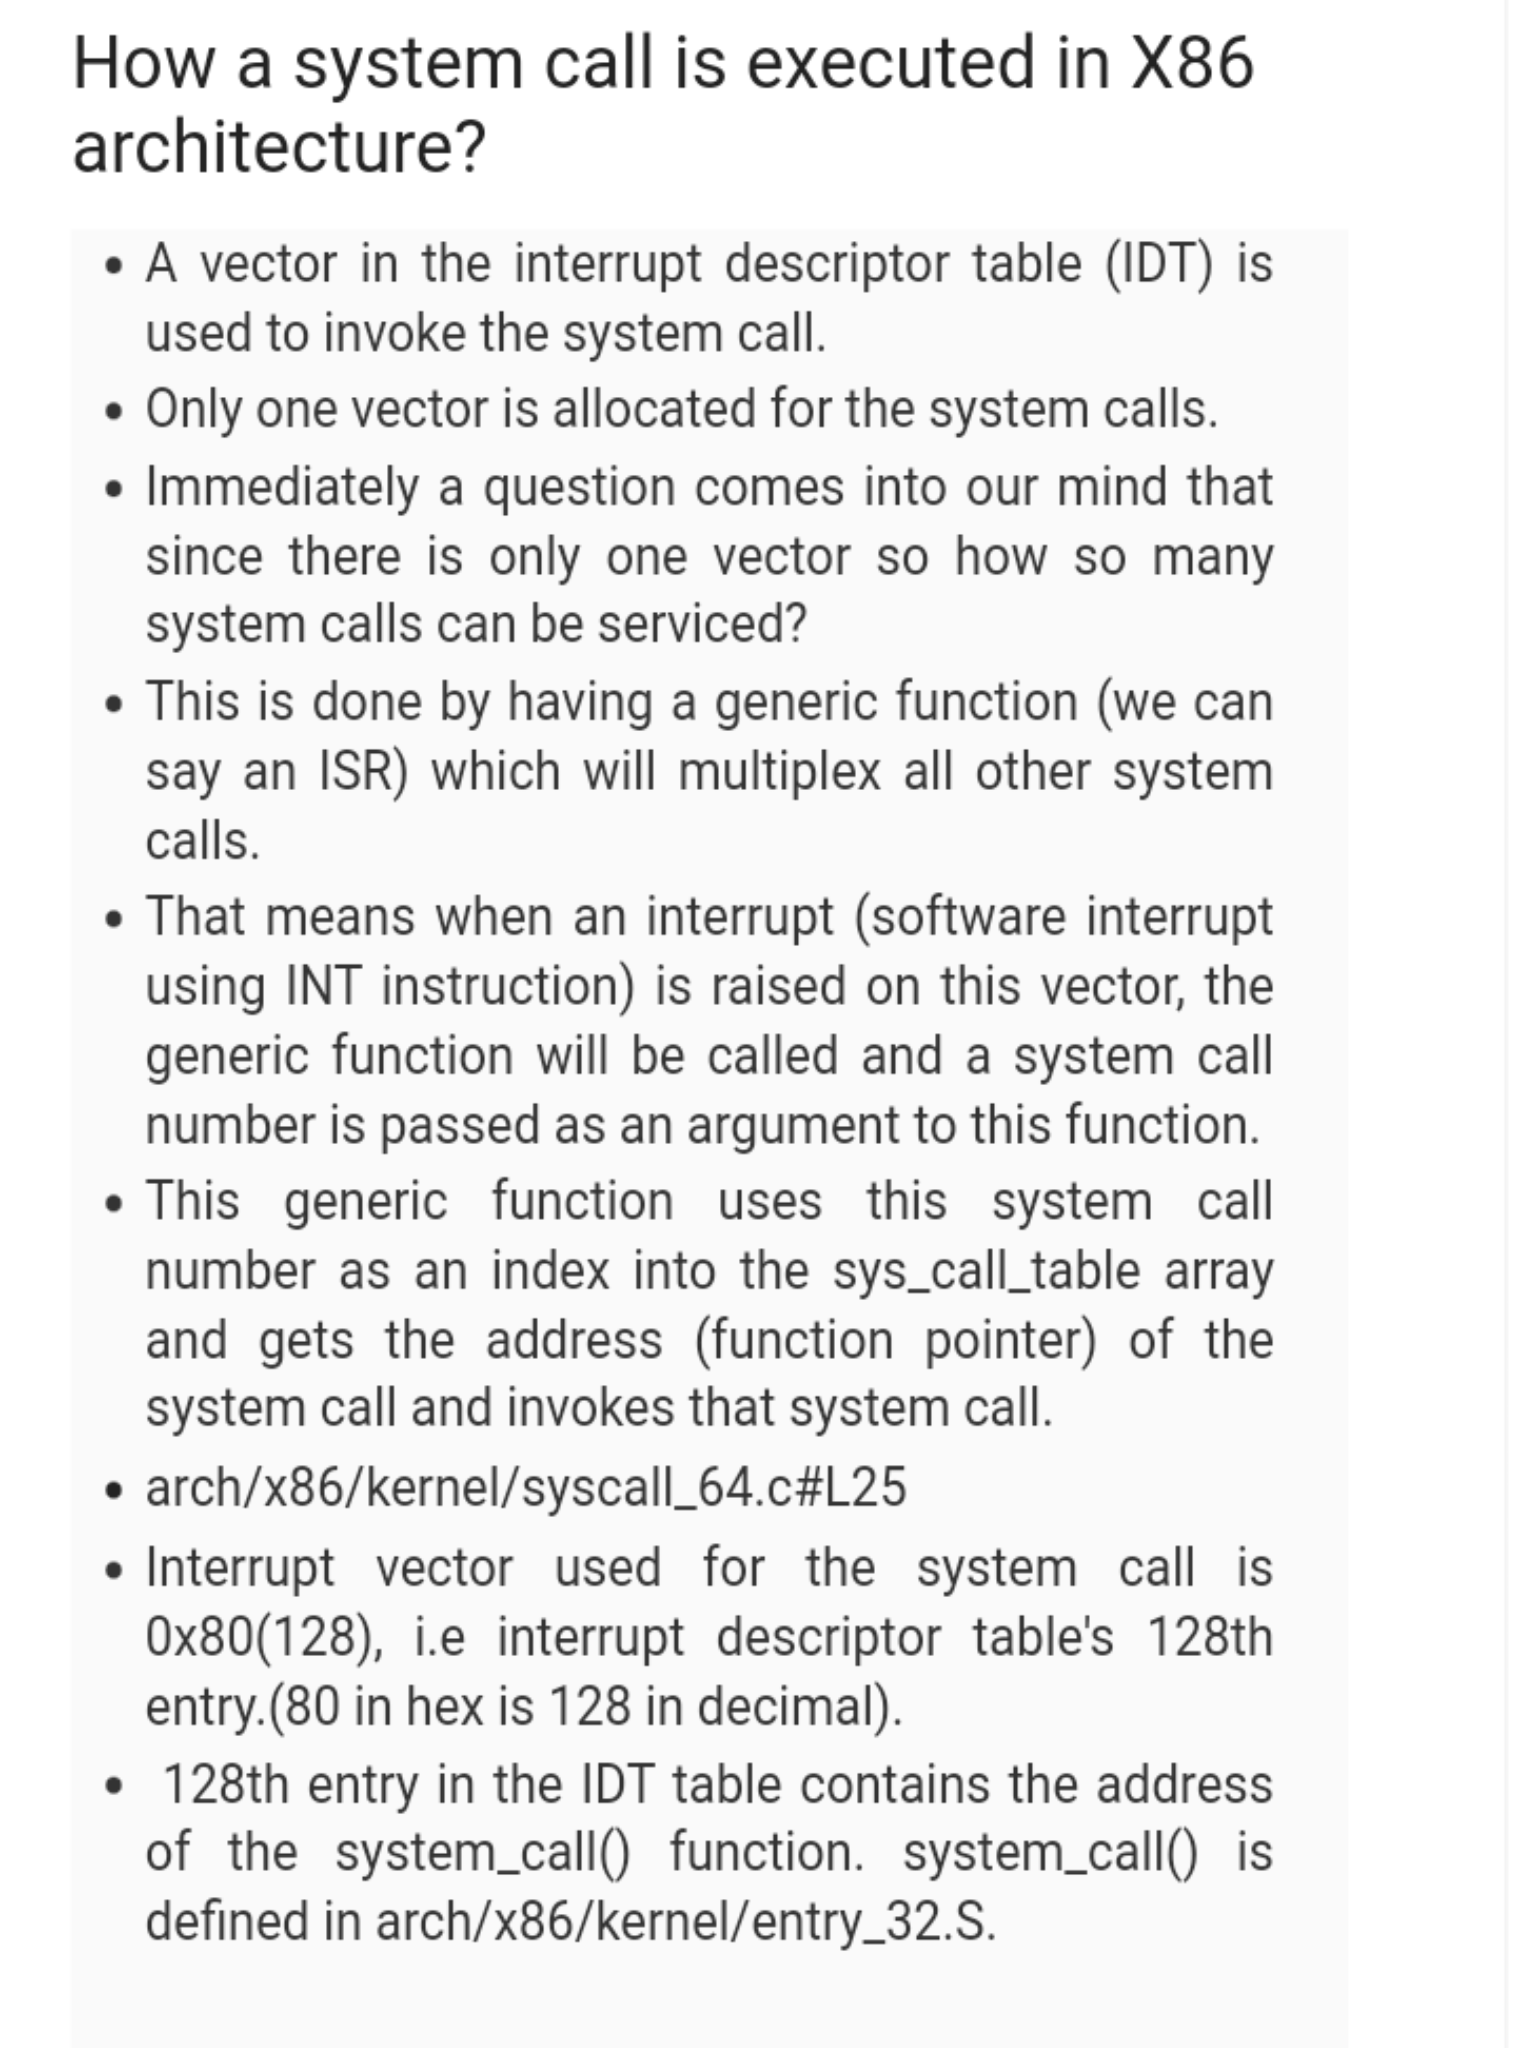 How a system call is executed in X86
architecture?
• A vector in the interrupt descriptor table (IDT) is
used to invoke the system call.
• Only one vector is allocated for the system calls.
• Immediately a question comes into our mind that
since there is only one vector so how so many
system calls can be serviced?
• This is done by having a generic function (we can
say an ISR) which will multiplex all other system
calls.
• That means when an interrupt (software interrupt
using INT instruction) is raised on this vector, the
generic function will be called and a system call
number is passed as an argument to this function.
• This generic function uses this system call
number as an index into the sys_call_table array
and gets the address (function pointer) of the
system call and invokes that system call.
• arch/x86/kernel/syscall_64.c#L25
• Interrupt vector used for the system call is
0x80(128), i.e interrupt descriptor table's 128th
entry.(80 in hex is 128 in decimal).
• 128th entry in the IDT table contains the address
of the system_call() function. system_call() is
defined in arch/x86/kernel/entry_32.S.